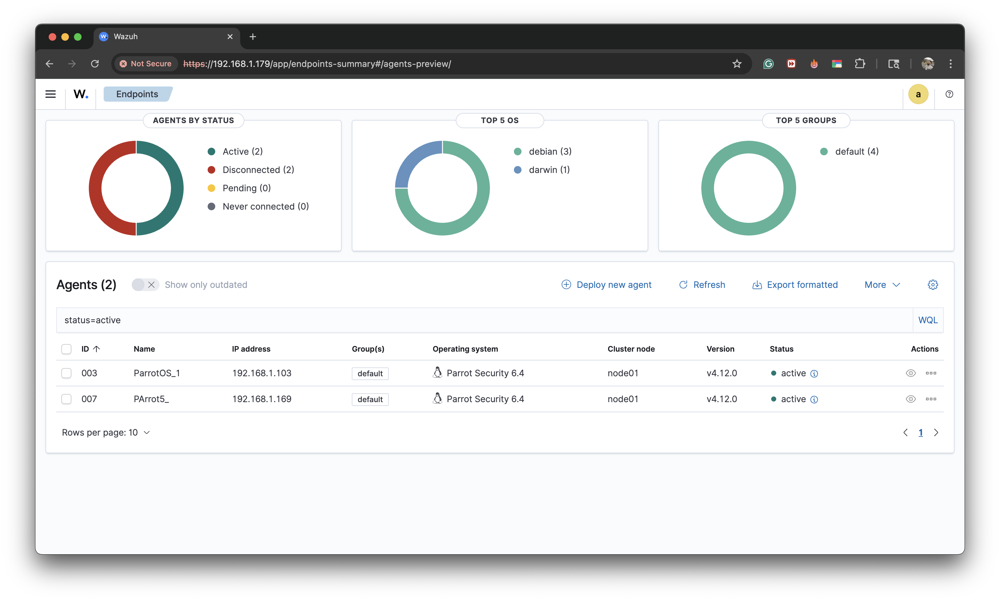 Wazuh
Not Secure https://192.168.1.179/app/endpoints-summary#/agents-preview/
W. Endpoints a
AGENTS BY STATUS
Active (2)
Disconnected (2)
Pending (0)
Never connected (0)
TOP 5 OS
debian (3)
darwin (1)
TOP 5 GROUPS
default (4)
Agents (2) Show only outdated Deploy new agent Refresh Export formatted More
status=active WQL
ID Name IP address Group(s) Operating system Cluster node Version Status Actions
003 ParrotOS_1 192.168.1.103 default Parrot Security 6.4 node01 v4.12.0 active
007 PArrot5_ 192.168.1.169 default Parrot Security 6.4 node01 v4.12.0 active
Rows per page: 10 1